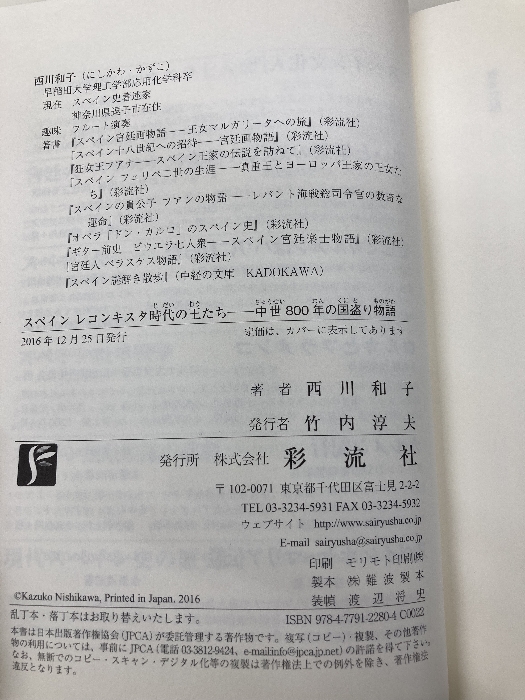 西川和子（にしかわ・かずこ）
早稲田大学理工学部応用化学科卒
現在 スペイン史著述家
神奈川県逗子市在住
趣味 フルート演奏
著書 『スペイン宮廷画物語――王女マルガリータへの旅』（彩流社）
『スペイン十八世紀への招待――宮廷画物語』（彩流社）
『狂女王フアナ――スペイン王家の伝説を訪ねて』（彩流社）
『スペイン フェリペ二世の生涯――慎重王とヨーロッパ王家の王女た
ち』（彩流社）
『スペインの貴公子フアンの物語――レパント海戦総司令官の数奇な
運命』（彩流社）
『オペラ「ドン・カルロ」のスペイン史』（彩流社）
『ギター前史 ビウエラ七人衆――スペイン宮廷楽士物語』（彩流社）
『宮廷人 ベラスケス物語』（彩流社）
『スペイン謎解き散歩』（中経の文庫 KADOKAWA）
スペイン レコンキスタ時代の王たち――中世800年の国盗り物語
2016年12月25日発行
定価は、カバーに表示してあります
著者 西川和子
発行者 竹内淳夫
発行所 株式会社 彩流社
〒102-0071 東京都千代田区富士見2-2-2
TEL 03-3234-5931 FAX 03-3234-5932
ウェブサイト http://www.sairyusha.co.jp
E-mail sairyusha@sairyusha.co.jp
印刷 モリモト印刷㈱
製本 ㈱難波製本
装幀 渡辺将史
©Kazuko Nishikawa, Printed in Japan, 2016
乱丁本・落丁本はお取り替えいたします。
ISBN 978-4-7791-2280-4 C0022
本書は日本出版著作権協会（JPCA）が委託管理する著作物です。複写（コピー）・複製、その他著作
物の利用については、事前にJPCA（電話03-3812-9424、e-mail:info@jpca.jp.net）の許諾を得て下さい。
なお、無断でのコピー・スキャン・デジタル化等の複製は著作権法上での例外を除き、著作権法
違反となります。